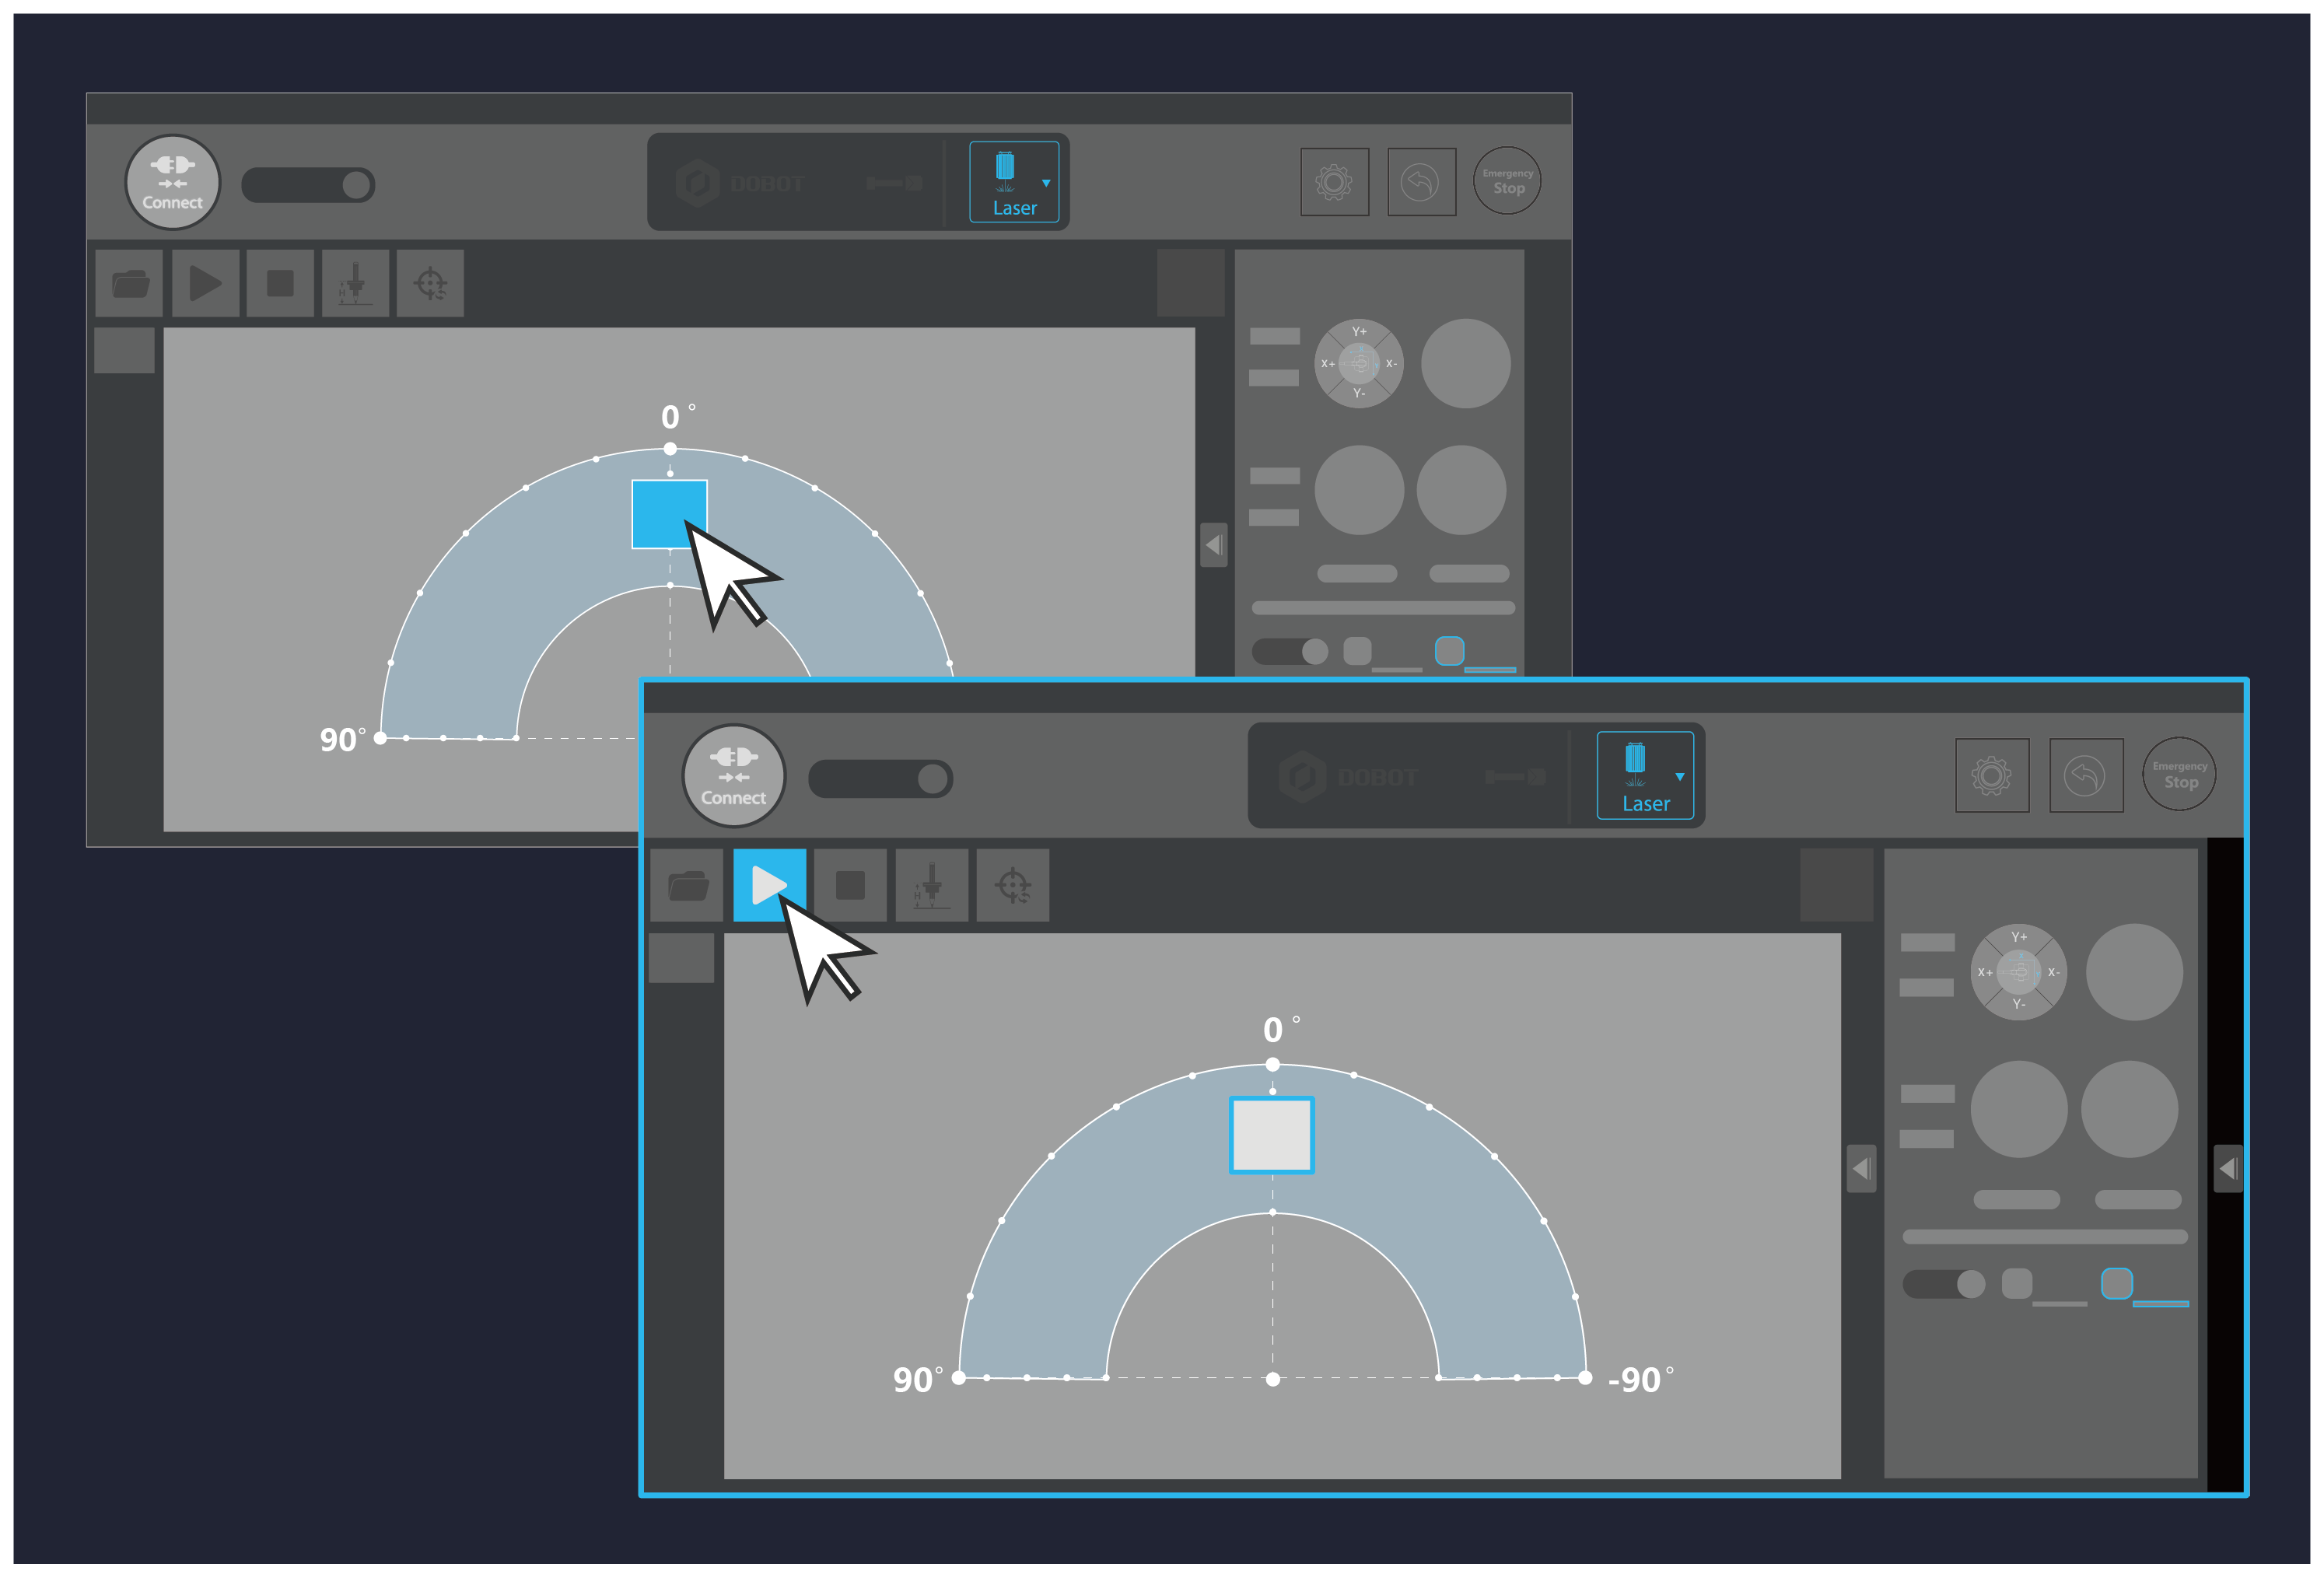 Connect
DOBOT
Laser
Emergency
Stop
H
Y+
X+ X-
Y-
0 °
90°
Connect
DOBOT
Laser
Emergency
Stop
H
Y+
X+ X-
Y-
0 °
90° -90°